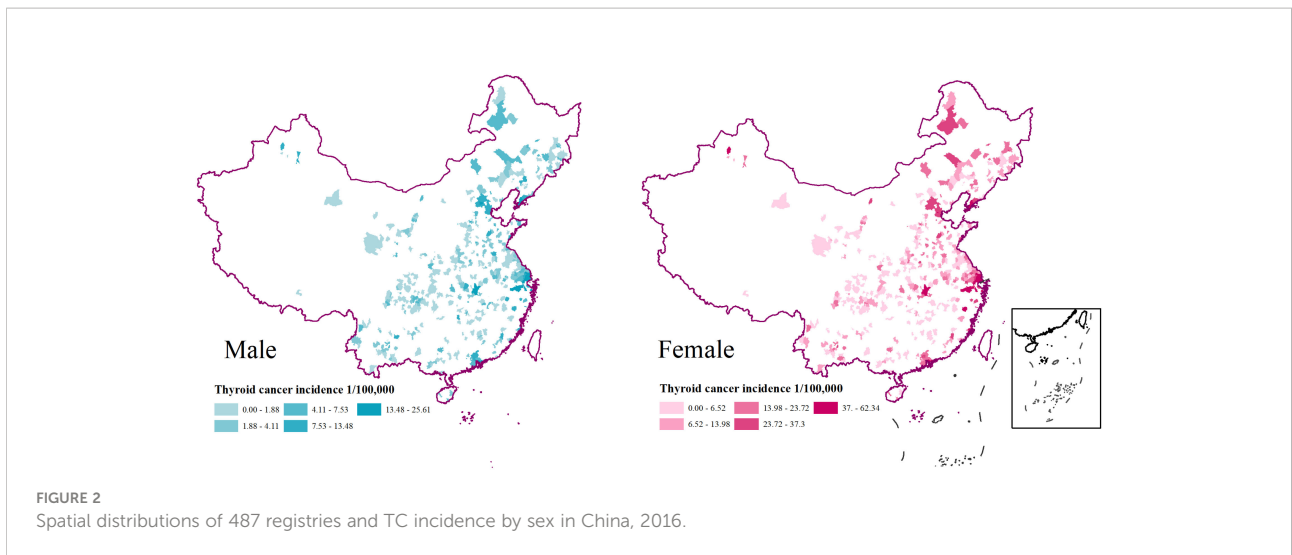 Male
Thyroid cancer incidence 1/100,000
0.00 - 1.88
4.11 - 7.53
13.48 - 25.61
1.88 - 4.11
7.53 - 13.48
Female
Thyroid cancer incidence 1/100,000
0.00 - 6.52
13.98 - 23.72
37. - 62.34
6.52 - 13.98
23.72 - 37.3
FIGURE 2
Spatial distributions of 487 registries and TC incidence by sex in China, 2016.